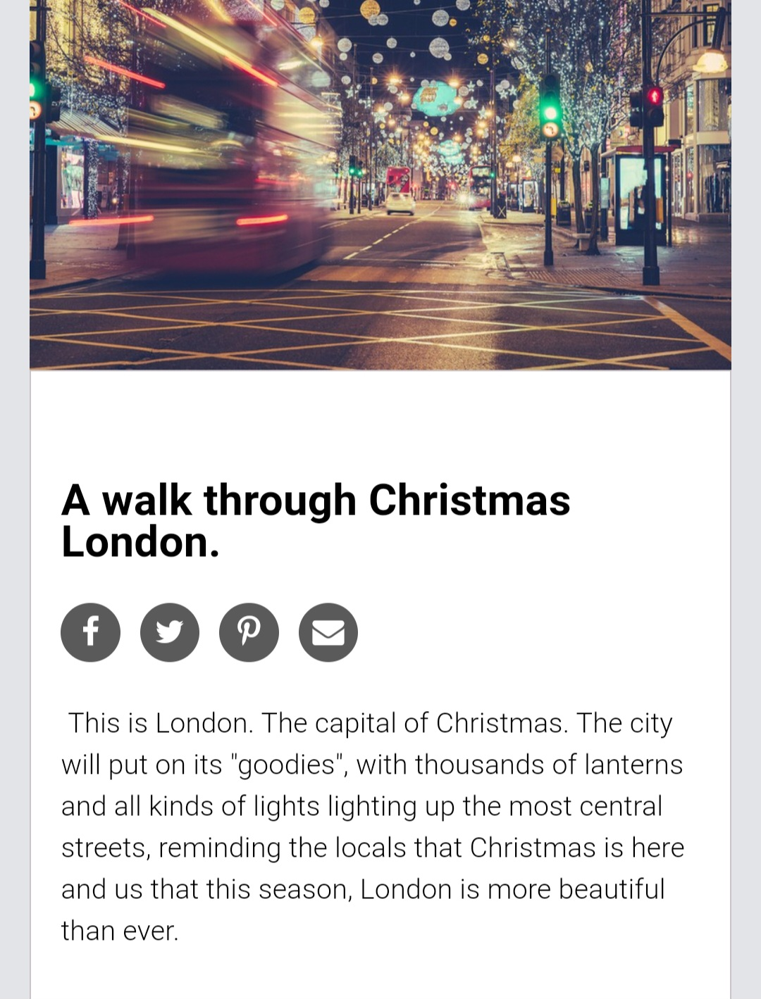 A walk through Christmas
London.
This is London. The capital of Christmas. The city
will put on its "goodies", with thousands of lanterns
and all kinds of lights lighting up the most central
streets, reminding the locals that Christmas is here
and us that this season, London is more beautiful
than ever.